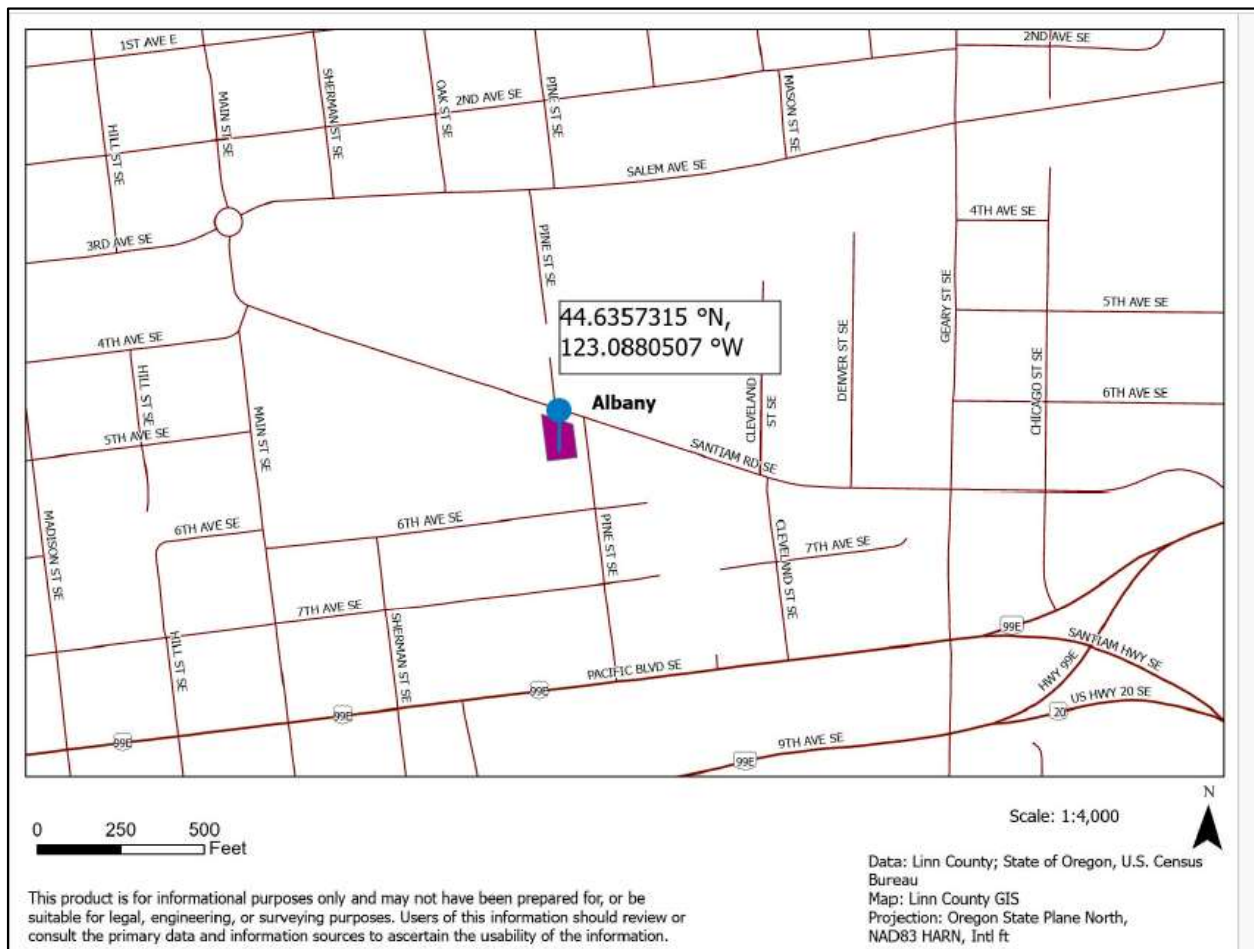 1ST AVE E
2ND AVE SE
MAIN ST SE
SHERMAN ST SE
OAK ST SE
PINE ST SE
2ND AVE SE
MASON ST SE
HILL ST SE
SALEM AVE SE
3RD AVE SE
4TH AVE SE
PINE ST SE
44.6357315 °N,
123.0880507 °W
GEARY ST SE
5TH AVE SE
4TH AVE SE
HILL ST SE
DENVER ST SE
CHICAGO ST SE
6TH AVE SE
Albany
CLEVELAND
ST SE
MAIN ST SE
5TH AVE SE
SANTIAM RD SE
MADISON ST SE
6TH AVE SE
6TH AVE SE
PINE ST SE
CLEVELAND ST SE
7TH AVE SE
7TH AVE SE
HILL ST SE
SHERMAN ST SE
99E
SANTIAM HWY SE
PACIFIC BLVD SE
HWY 99E
99E
US HWY 20 SE
99E
20
99E
9TH AVE SE
99E
N
Scale: 1:4,000
0 250 500
Feet
Data: Linn County; State of Oregon, U.S. Census
Bureau
Map: Linn County GIS
Projection: Oregon State Plane North,
NAD83 HARN, Intl ft
This product is for informational purposes only and may not have been prepared for, or be
suitable for legal, engineering, or surveying purposes. Users of this information should review or
consult the primary data and information sources to ascertain the usability of the information.